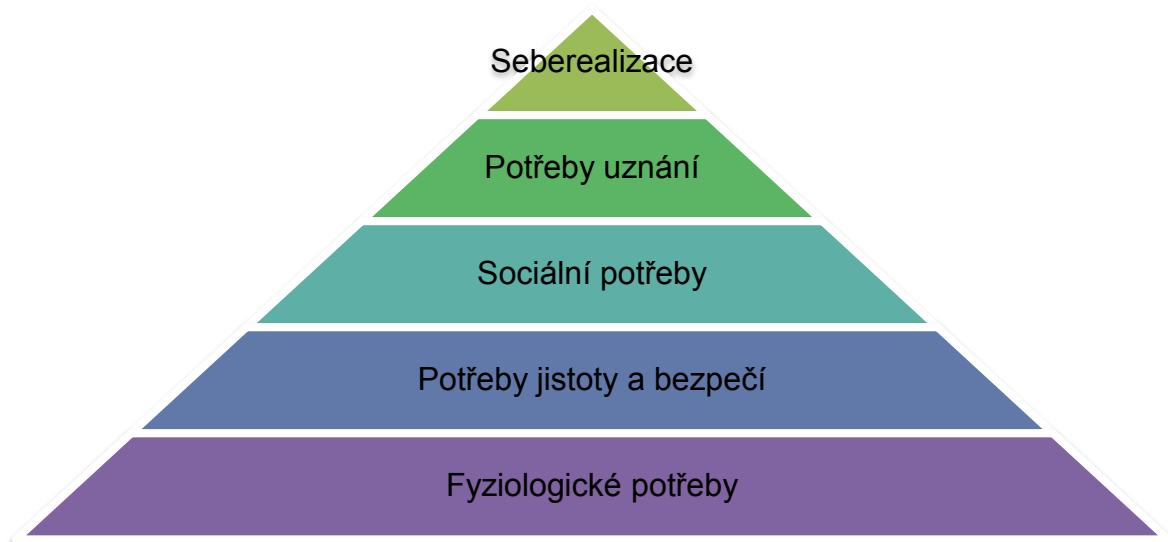 Seberealizace
Potřeby uznání
Sociální potřeby
Potřeby jistoty a bezpečí
Fyziologické potřeby